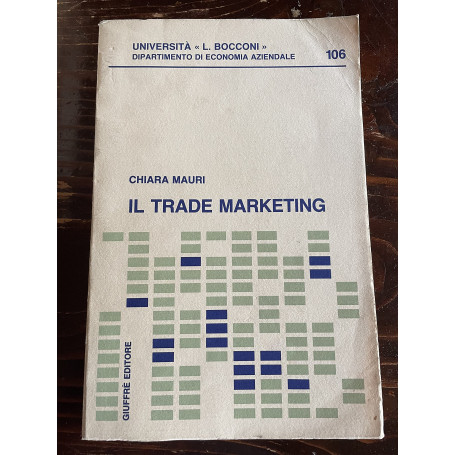 UNIVERSITÀ « L. BOCCONI »
DIPARTIMENTO DI ECONOMIA AZIENDALE
106
CHIARA MAURI
IL TRADE MARKETING
GIUFFRÈ EDITORE